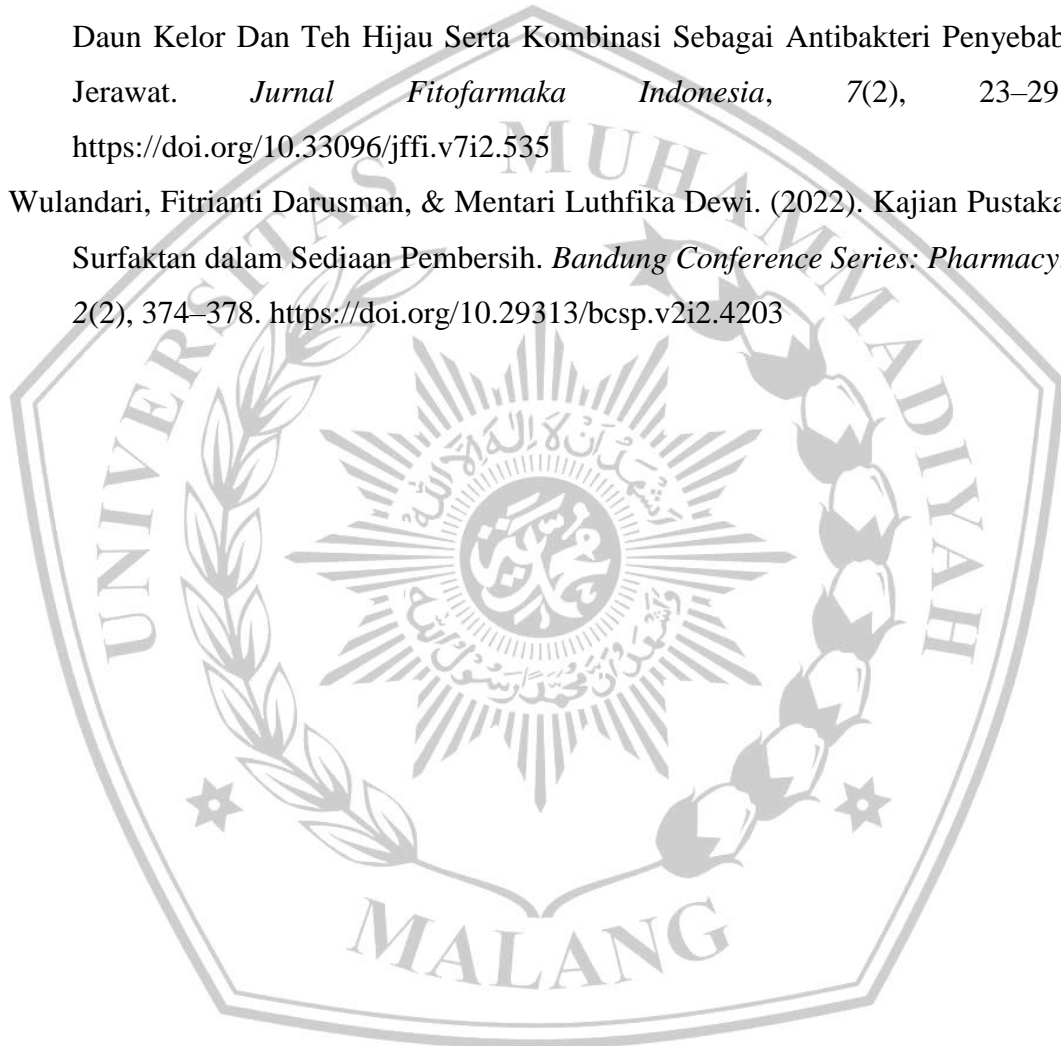 Daun Kelor Dan Teh Hijau Serta Kombinasi Sebagai Antibakteri Penyebab
Jerawat. Jurnal Fitofarmaka Indonesia, 7(2), 23–29
https://doi.org/10.33096/jffi.v7i2.535
Wulandari, Fitrianti Darusman, & Mentari Luthfika Dewi. (2022). Kajian Pustaka
Surfaktan dalam Sediaan Pembersih. Bandung Conference Series: Pharmacy,
2(2), 374–378. https://doi.org/10.29313/bcsp.v2i2.4203
UNIVERSITAS MUHAMMADIYAH
MALANG